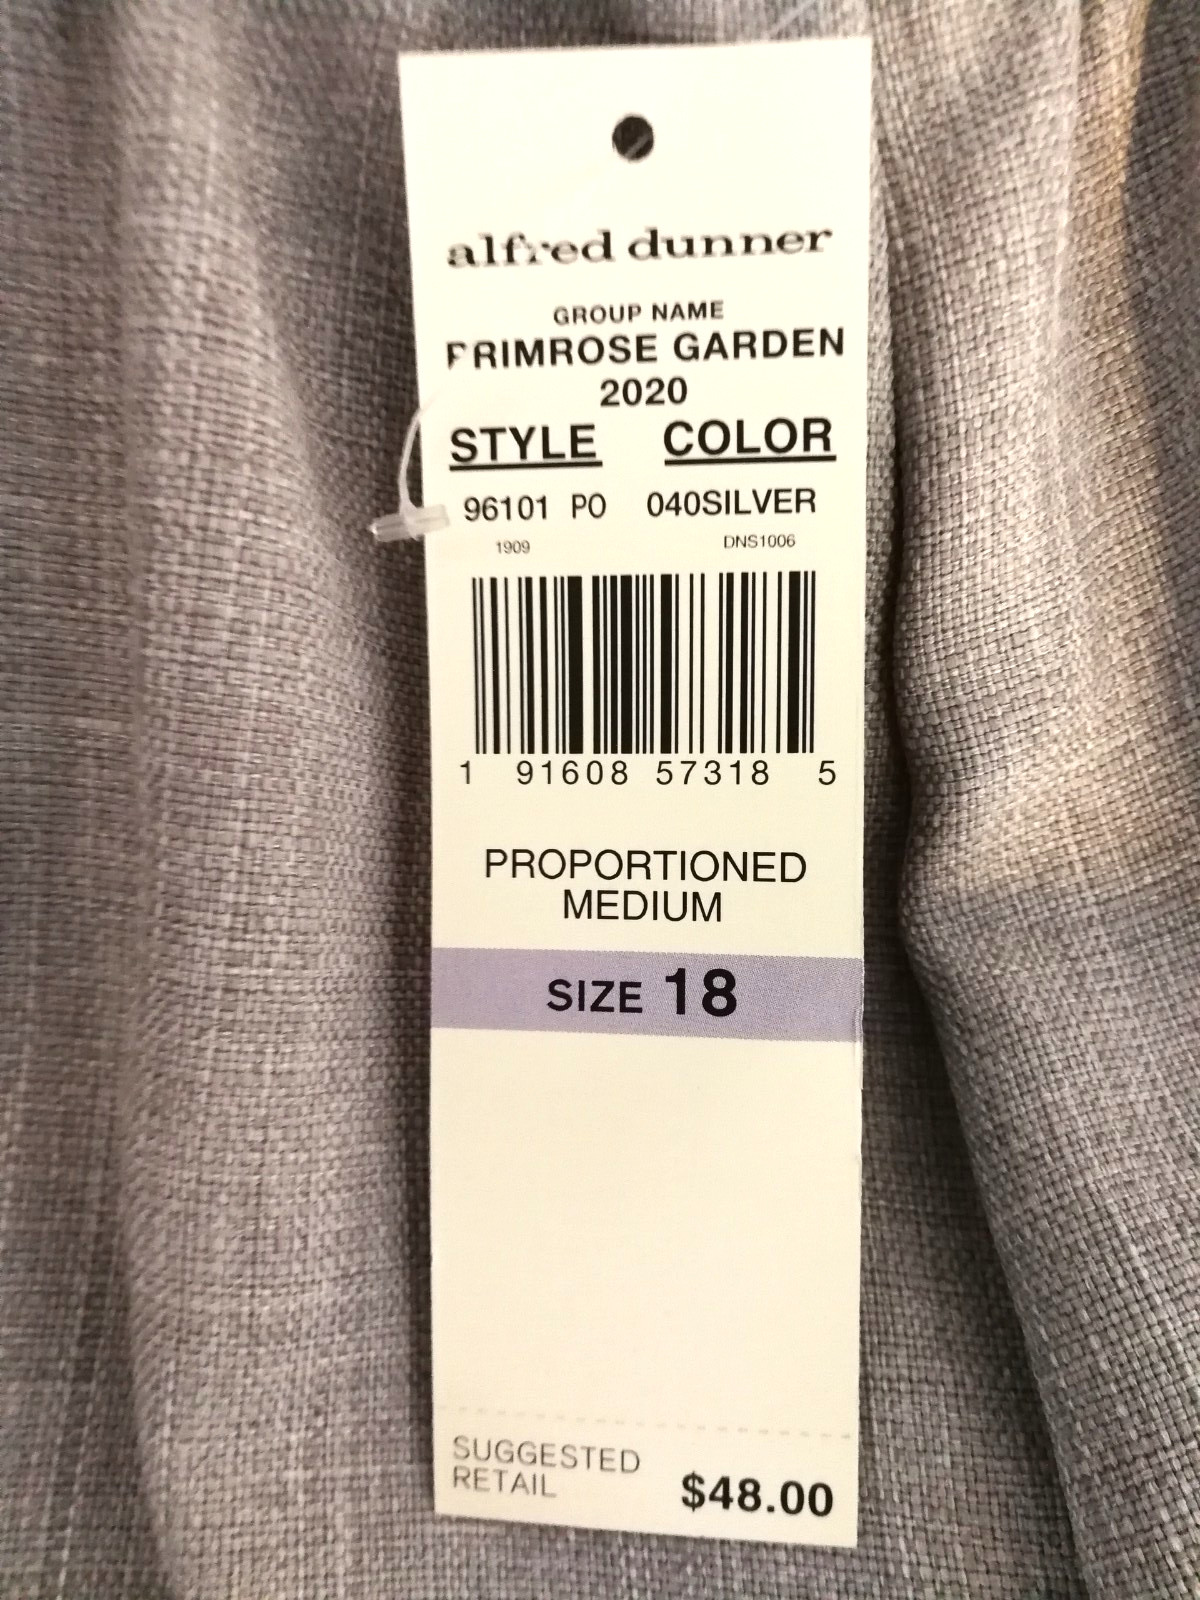 alfred dunner
GROUP NAME
PRIMROSE GARDEN
2020
STYLE COLOR
96101 PO 040SILVER
1909 DNS1006
1 91608 57318 5
PROPORTIONED
MEDIUM
SIZE 18
SUGGESTED
RETAIL $48.00